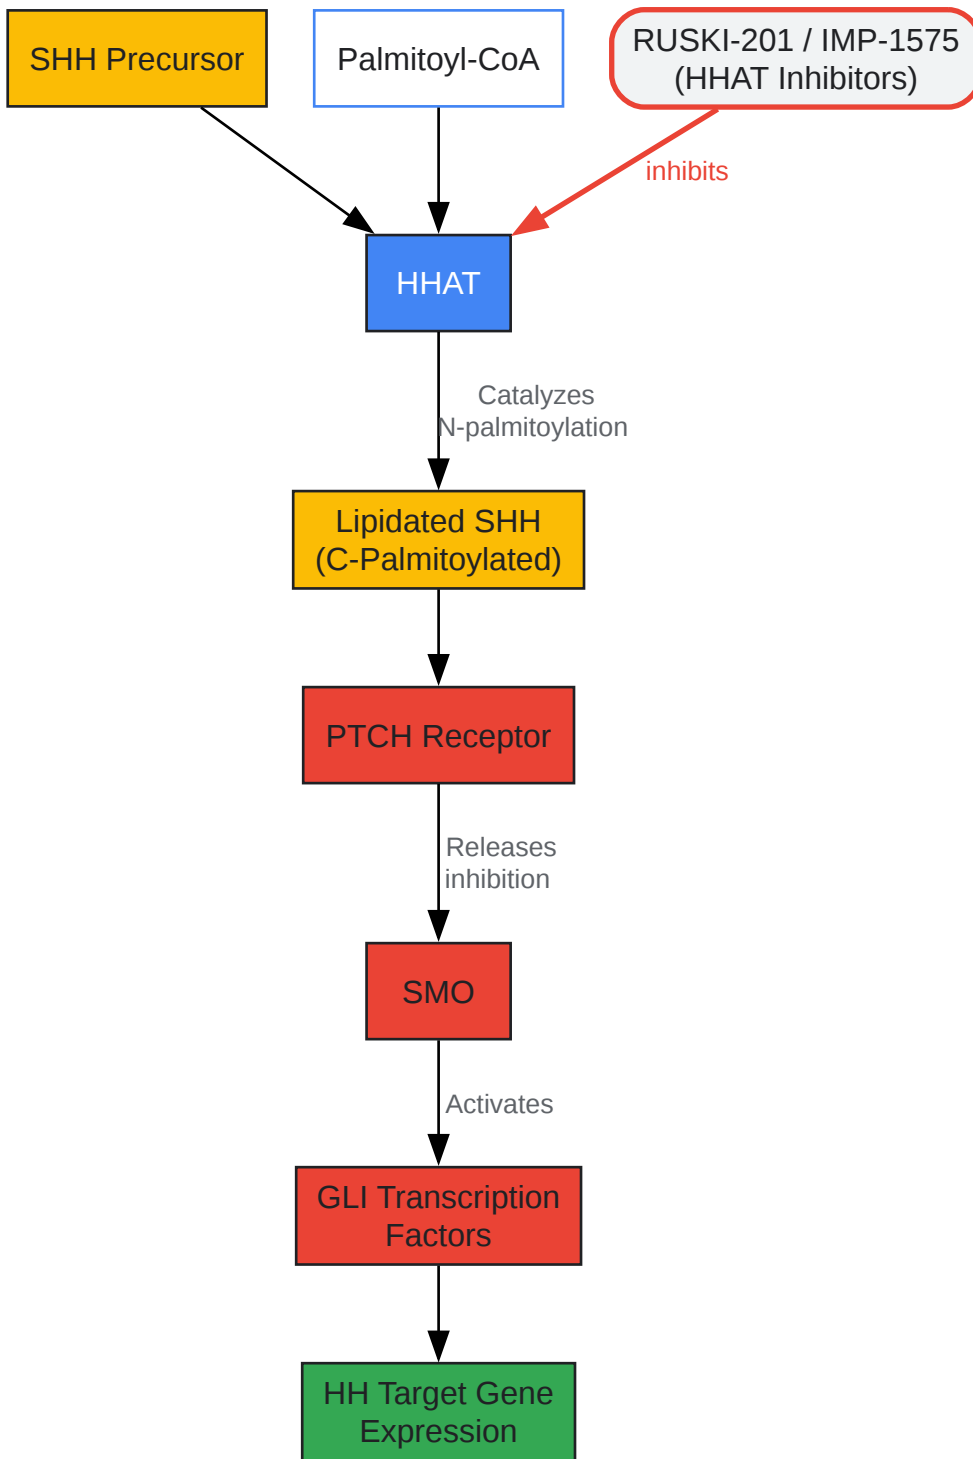 SHH Precursor
Palmitoyl-CoA
RUSKI-201 / IMP-1575
(HHAT Inhibitors)
inhibits
HHAT
Catalyzes
N-palmitoylation
Lipidated SHH
(C-Palmitoylated)
PTCH Receptor
Releases
inhibition
SMO
Activates
GLI Transcription
Factors
HH Target Gene
Expression